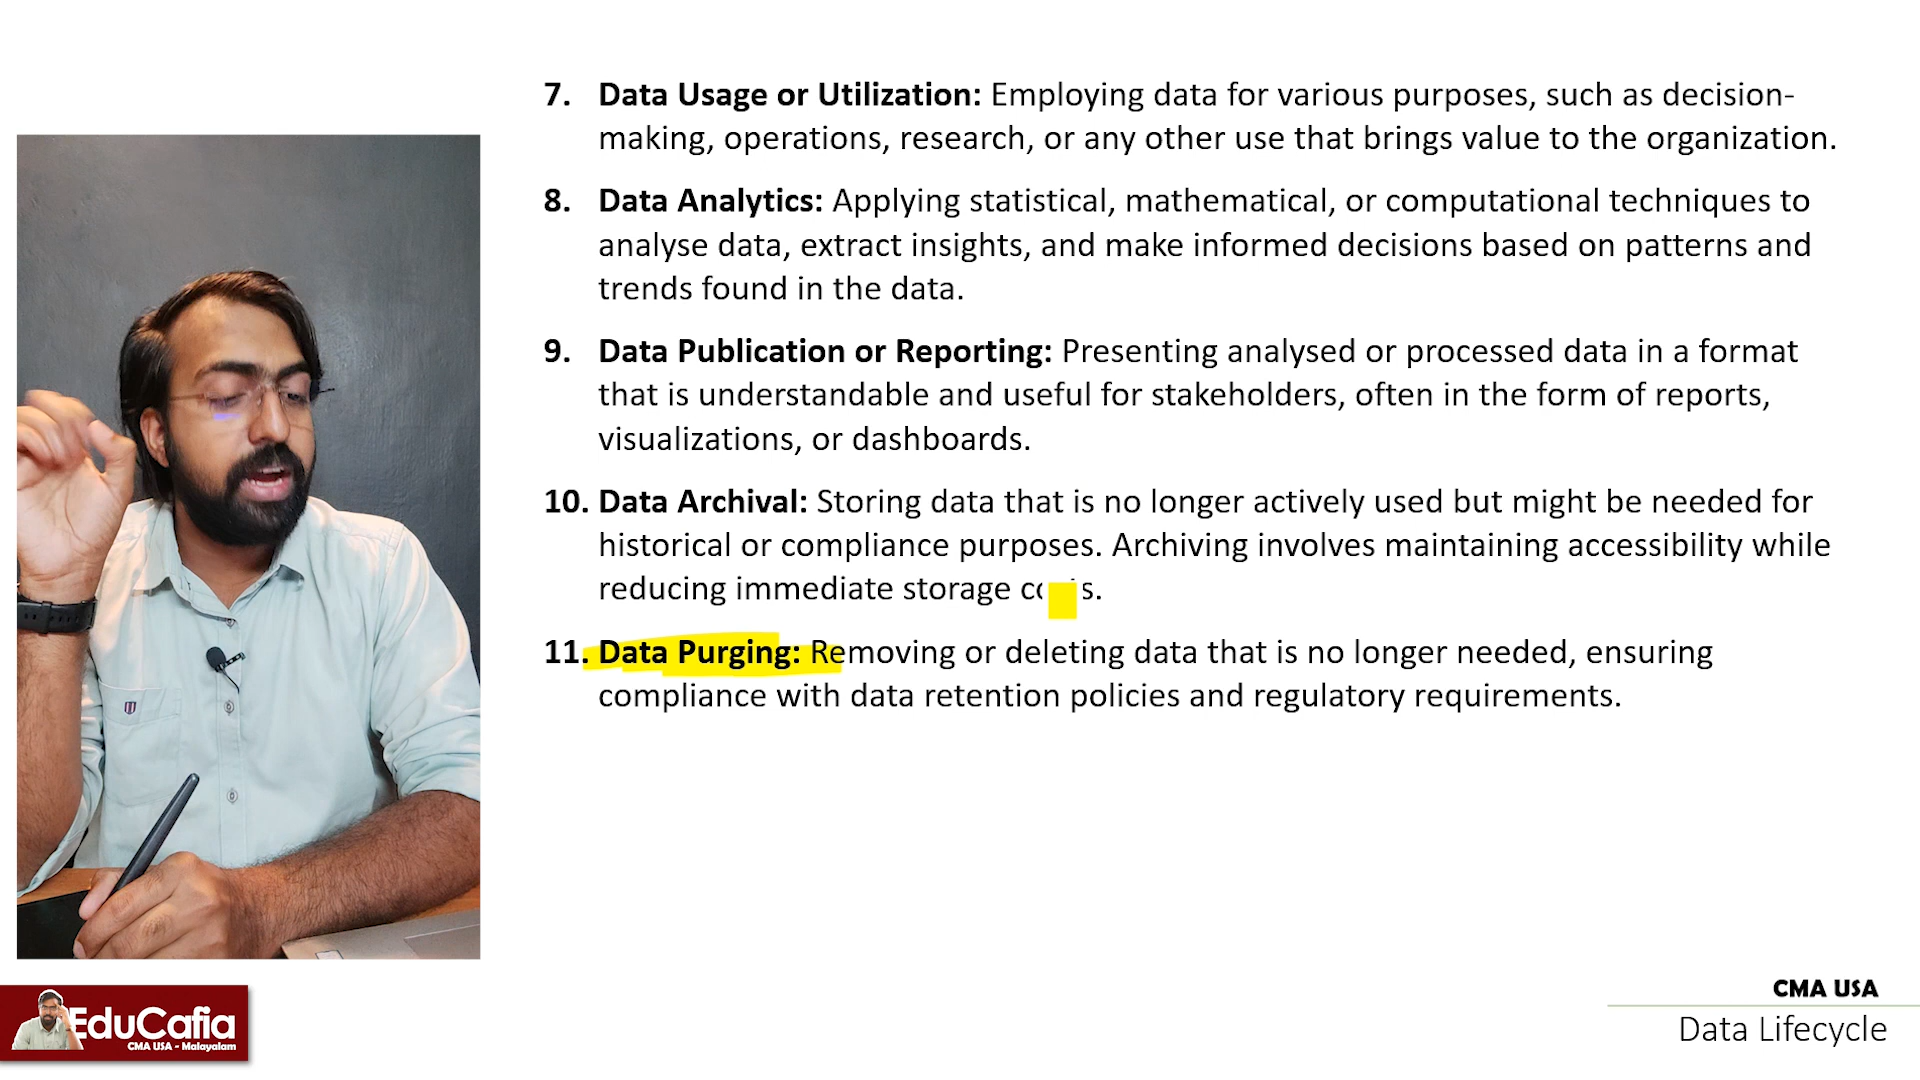 7. Data Usage or Utilization: Employing data for various purposes, such as decision-
making, operations, research, or any other use that brings value to the organization.
8. Data Analytics: Applying statistical, mathematical, or computational techniques to
analyse data, extract insights, and make informed decisions based on patterns and
trends found in the data.
9. Data Publication or Reporting: Presenting analysed or processed data in a format
that is understandable and useful for stakeholders, often in the form of reports,
visualizations, or dashboards.
10. Data Archival: Storing data that is no longer actively used but might be needed for
historical or compliance purposes. Archiving involves maintaining accessibility while
reducing immediate storage
11. Data Purging: Removing or deleting data that is no longer needed, ensuring
compliance with data retention policies and regulatory requirements.
EduCafia
CMA USA - Malayalam
CMA USA
Data Lifecycle